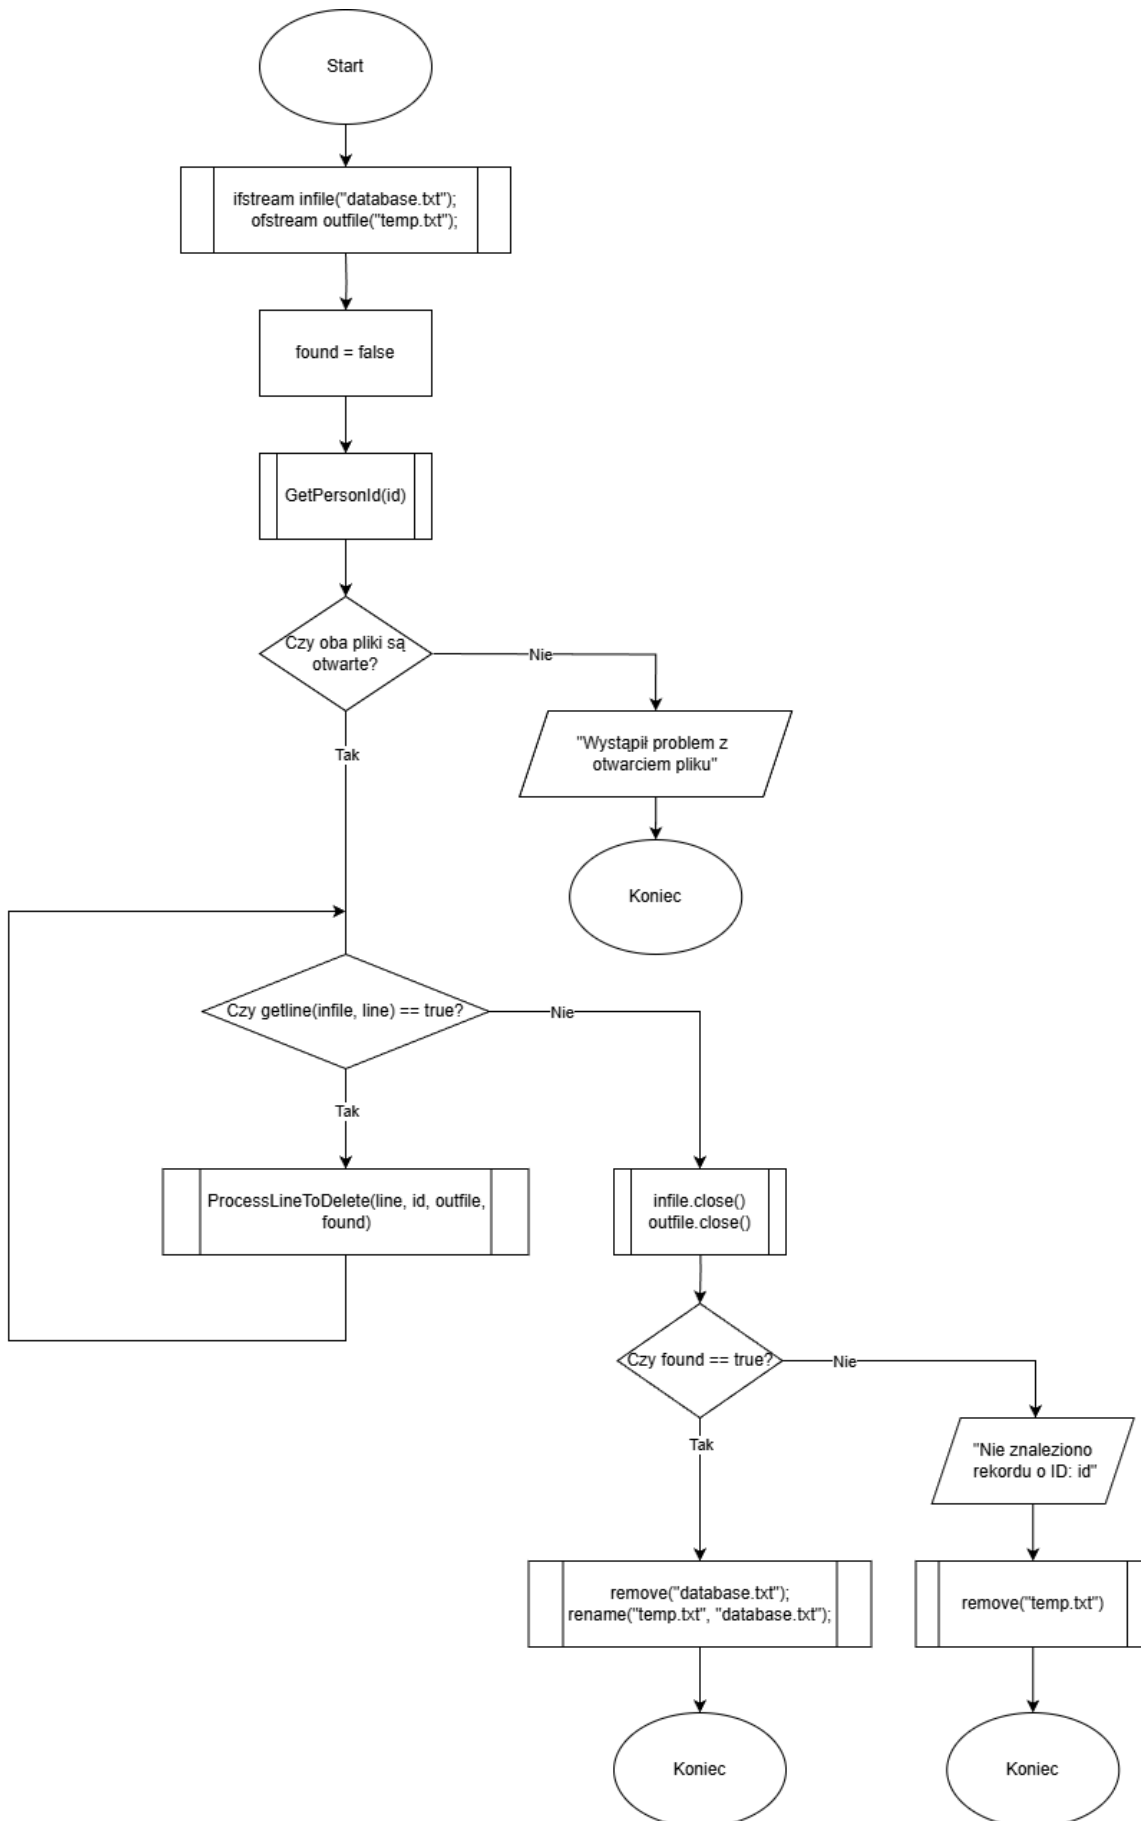 Start
ifstream infile("database.txt");
ofstream outfile("temp.txt");
found = false
GetPersonId(id)
Czy oba pliki są
otwarte?
Nie
Tak
"Wystąpił problem z
otwarciem pliku"
Koniec
Czy getline(infile, line) == true?
Nie
Tak
ProcessLineToDelete(line, id, outfile,
found)
infile.close()
outfile.close()
Czy found == true?
Nie
Tak
"Nie znaleziono
rekordu o ID: id"
remove("database.txt");
rename("temp.txt", "database.txt");
remove("temp.txt")
Koniec
Koniec